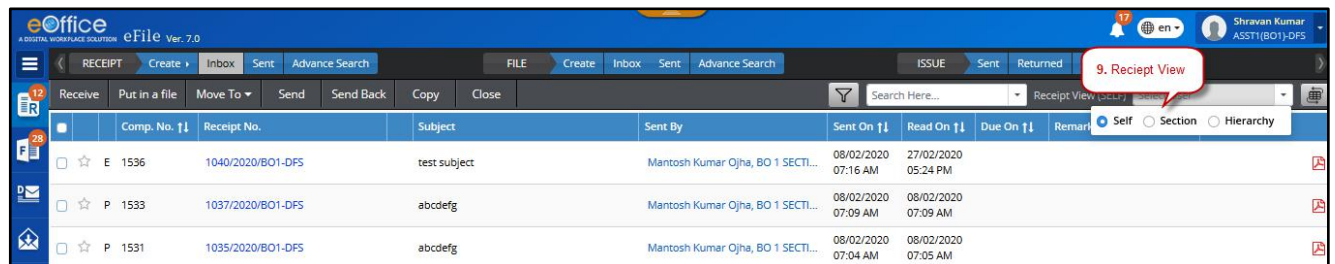 eOffice
A DIGITAL WORKPLACE SOLUTION eFile Ver. 7.0
17
en
Shravan Kumar
ASST1(BO1)-DFS
RECEIPT Create Inbox Sent Advance Search FILE Create Inbox Sent Advance Search ISSUE Sent Returned
9. Reciept View
12
R
Receive Put in a file Move To Send Send Back Copy Close Search Here... Receipt View (SELF)
Self Section Hierarchy
Comp. No. Receipt No. Subject Sent By Sent On Read On Due On Remark
28
F
E 1536 1040/2020/BO1-DFS test subject Mantosh Kumar Ojha, BO 1 SECTI... 08/02/2020 07:16 AM 27/02/2020 05:24 PM
D
P 1533 1037/2020/BO1-DFS abcdefg Mantosh Kumar Ojha, BO 1 SECTI... 08/02/2020 07:09 AM 08/02/2020 07:09 AM
P 1531 1035/2020/BO1-DFS abcdefg Mantosh Kumar Ojha, BO 1 SECTI... 08/02/2020 07:04 AM 08/02/2020 07:05 AM